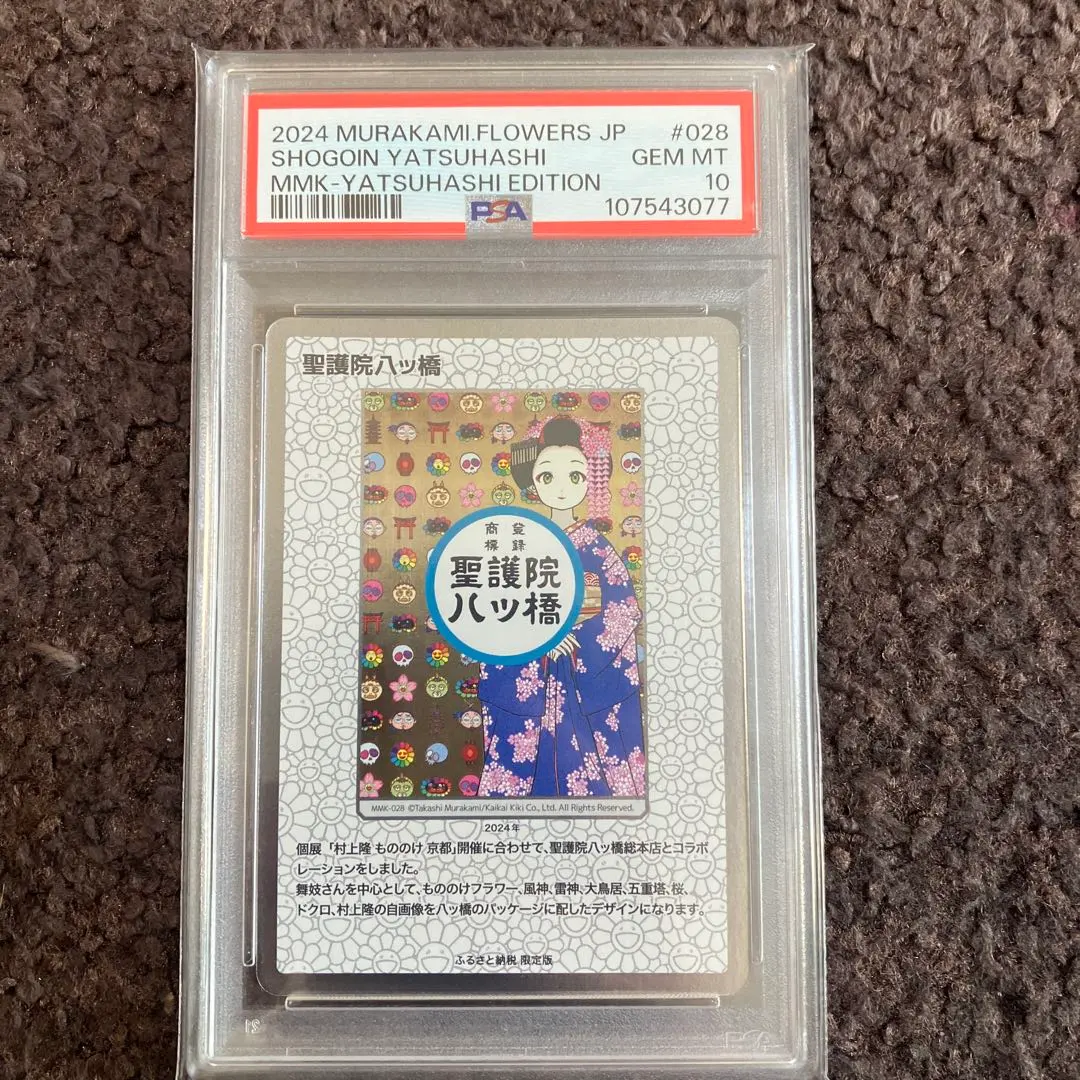 2024 MURAKAMI.FLOWERS JP #028
SHOGOIN YATSUHASHI GEM MT
MMK-YATSUHASHI EDITION 10
PSA 107543077
聖護院八ッ橋
商登
標録
聖護院
八ッ橋
MMK-028 ©Takashi Murakami/Kaikai Kiki Co., Ltd. All Rights Reserved.
2024年
個展「村上隆 もののけ 京都」開催に合わせて、聖護院八ッ橋総本店とコラボ
レーションをしました。
舞妓さんを中心として、もののけフラワー、風神、雷神、大鳥居、五重塔、桜、
ドクロ、村上隆の自画像を八ッ橋のパッケージに配したデザインになります。
ふるさと納税 限定版
PSA